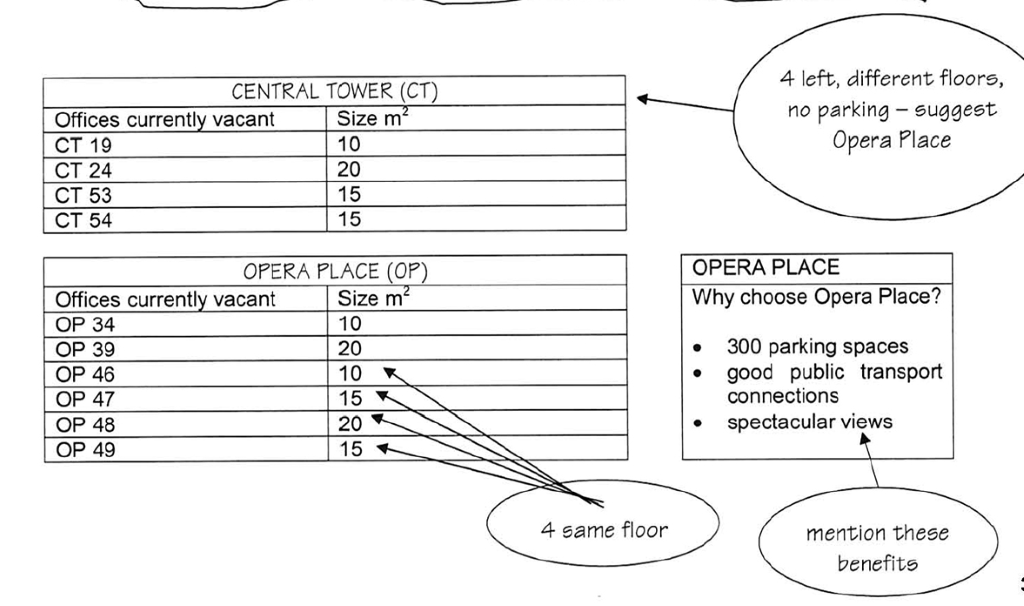 4 left, different floors,
no parking – suggest
Opera Place
CENTRAL TOWER (CT)
Offices currently vacant Size m²
CT 19 10
CT 24 20
CT 53 15
CT 54 15
OPERA PLACE (OP)
Offices currently vacant Size m²
OP 34 10
OP 39 20
OP 46 10
OP 47 15
OP 48 20
OP 49 15
OPERA PLACE
Why choose Opera Place?
• 300 parking spaces
• good public transport
connections
• spectacular views
4 same floor
mention these
benefits